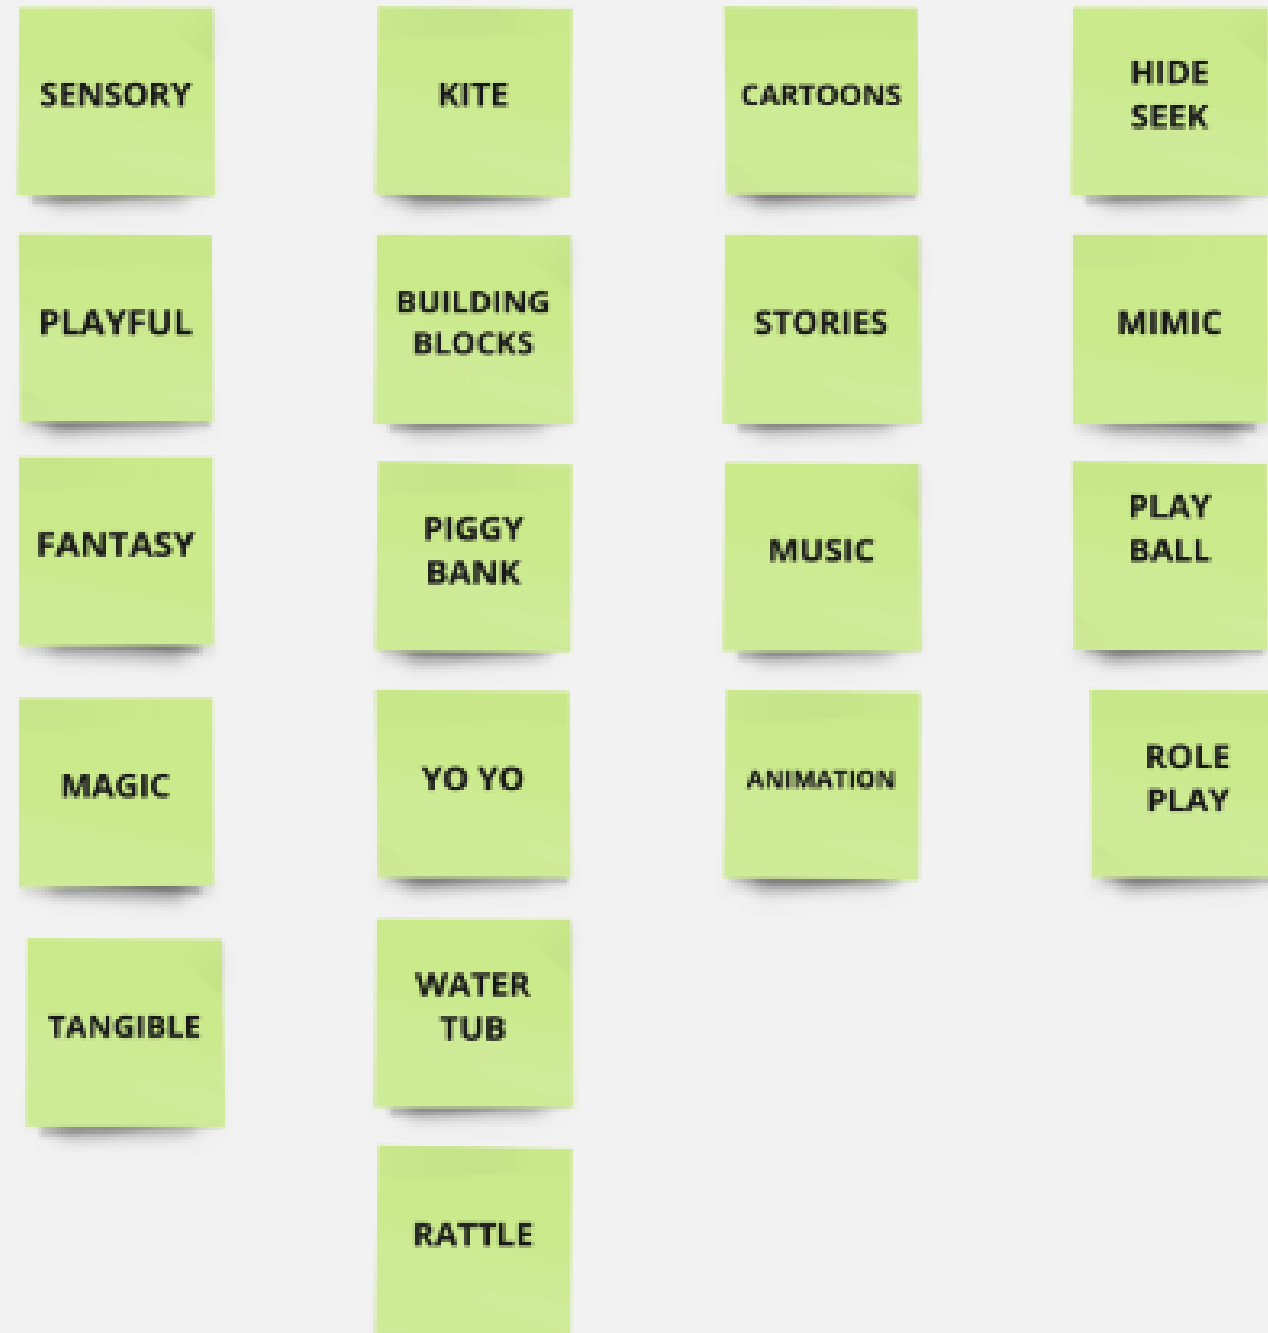 SENSORY
KITE
CARTOONS
HIDE
SEEK
PLAYFUL
BUILDING
BLOCKS
STORIES
MIMIC
FANTASY
PIGGY
BANK
MUSIC
PLAY
BALL
MAGIC
YO YO
ANIMATION
ROLE
PLAY
TANGIBLE
WATER
TUB
RATTLE